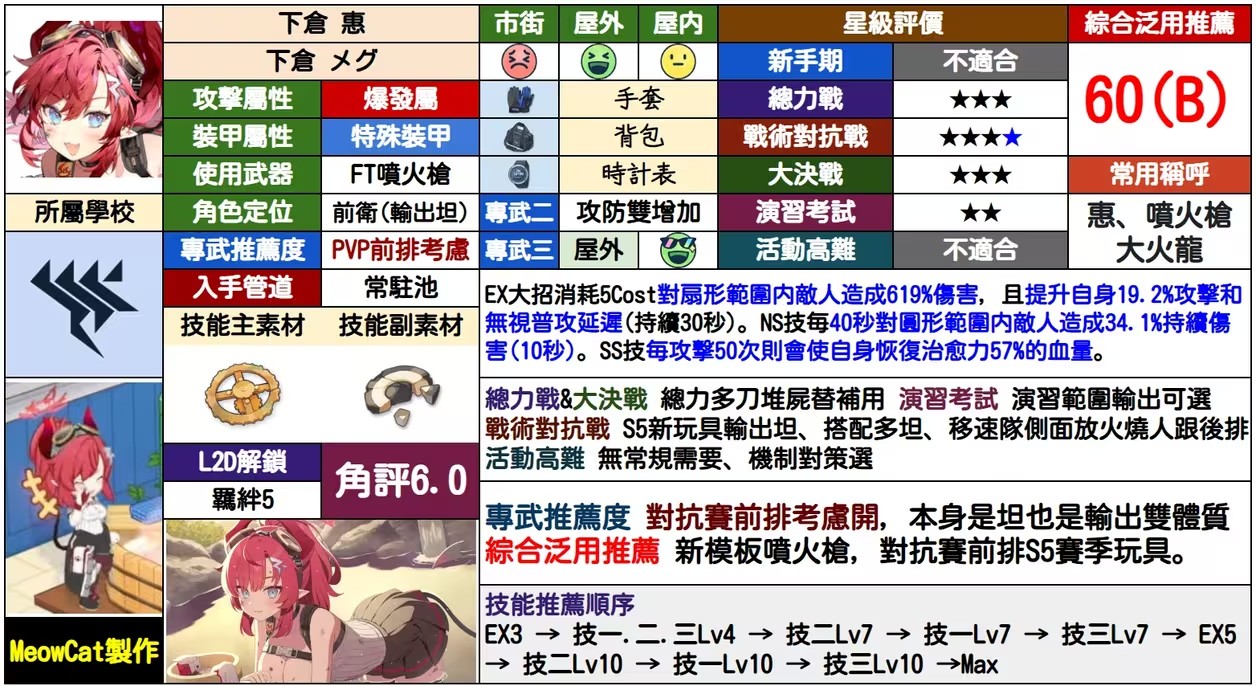 下倉 惠
下倉 メグ
攻擊屬性 爆發屬
裝甲屬性 特殊裝甲
使用武器 FT噴火槍
所屬學校
角色定位 前衛(輸出坦)
專武推薦度 PVP前排考慮
入手管道 常駐池
技能主素材 技能副素材
L2D解鎖
羈絆5
角評6.0
MeowCat製作
市街 屋外 屋内
手套
背包
時計表
專武二 攻防雙增加
專武三 屋外
星級評價
新手期 不適合
總力戰 ★★★
戰術對抗戰 ★★★★
大決戰 ★★★
演習考試 ★★
活動高難 不適合
綜合泛用推薦
60(B)
常用稱呼
惠、噴火槍
大火龍
EX大招消耗5Cost對扇形範圍内敵人造成619%傷害, 且提升自身19.2%攻擊和
無視普攻延遲(持續30秒)。NS技每40秒對圓形範圍内敵人造成34.1%持續傷
害(10秒)。SS技每攻擊50次則會使自身恢復治愈力57%的血量。
總力戰&大決戰 總力多刀堆屍替補用 演習考試 演習範圍輸出可選
戰術對抗戰 S5新玩具輸出坦、搭配多坦、移速隊側面放火燒人跟後排
活動高難 無常規需要、機制對策選
專武推薦度 對抗賽前排考慮開, 本身是坦也是輸出雙體質
綜合泛用推薦 新模板噴火槍, 對抗賽前排S5賽季玩具。
技能推薦順序
EX3 → 技一.二.三Lv4 → 技二Lv7 → 技一Lv7 → 技三Lv7 → EX5
→ 技二Lv10 → 技一Lv10 → 技三Lv10 →Max